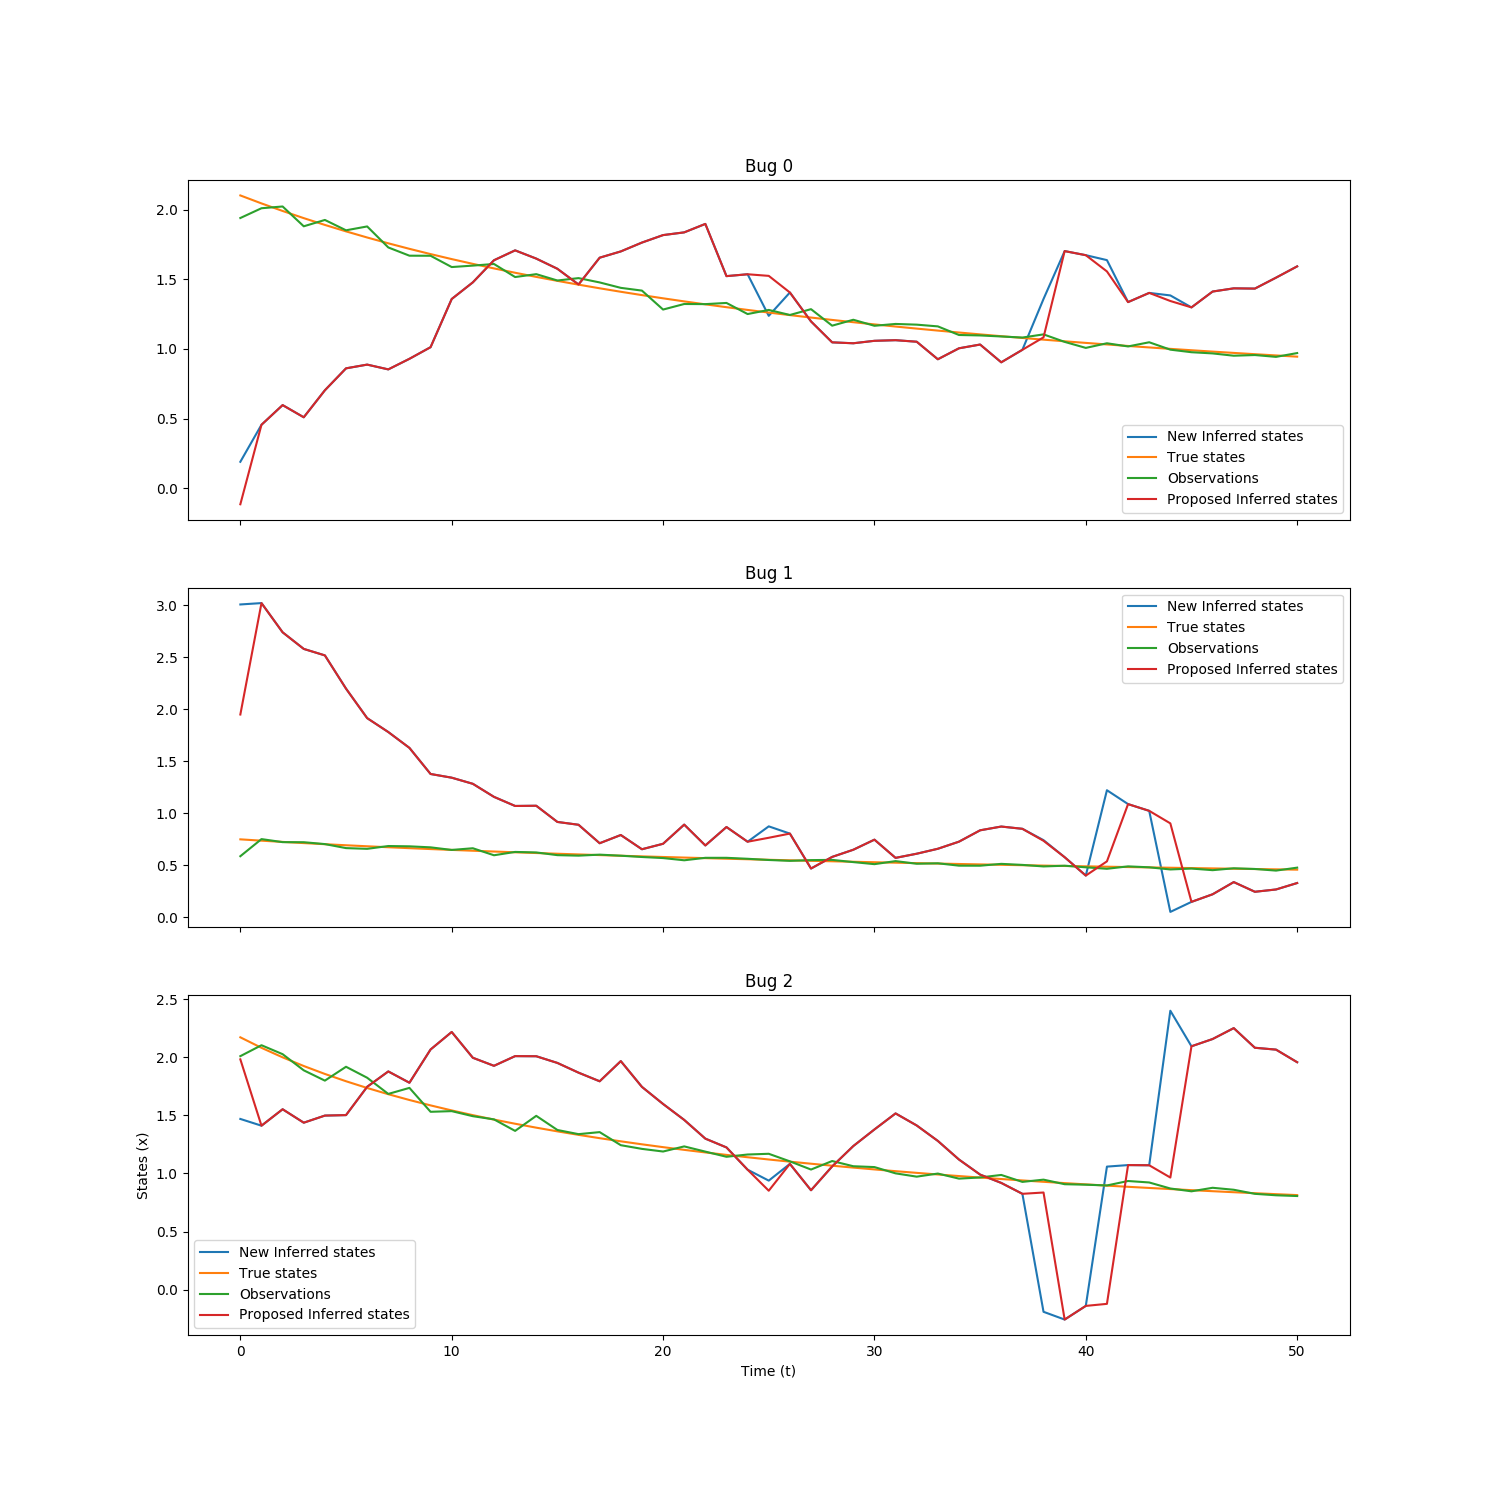 Bug 0
2.0
1.5
1.0
0.5
0.0
New Inferred states
True states
Observations
Proposed Inferred states
Bug 1
3.0
2.5
2.0
1.5
1.0
0.5
0.0
New Inferred states
True states
Observations
Proposed Inferred states
Bug 2
States (x)
2.5
2.0
1.5
1.0
0.5
0.0
New Inferred states
True states
Observations
Proposed Inferred states
0 10 20 30 40 50
Time (t)